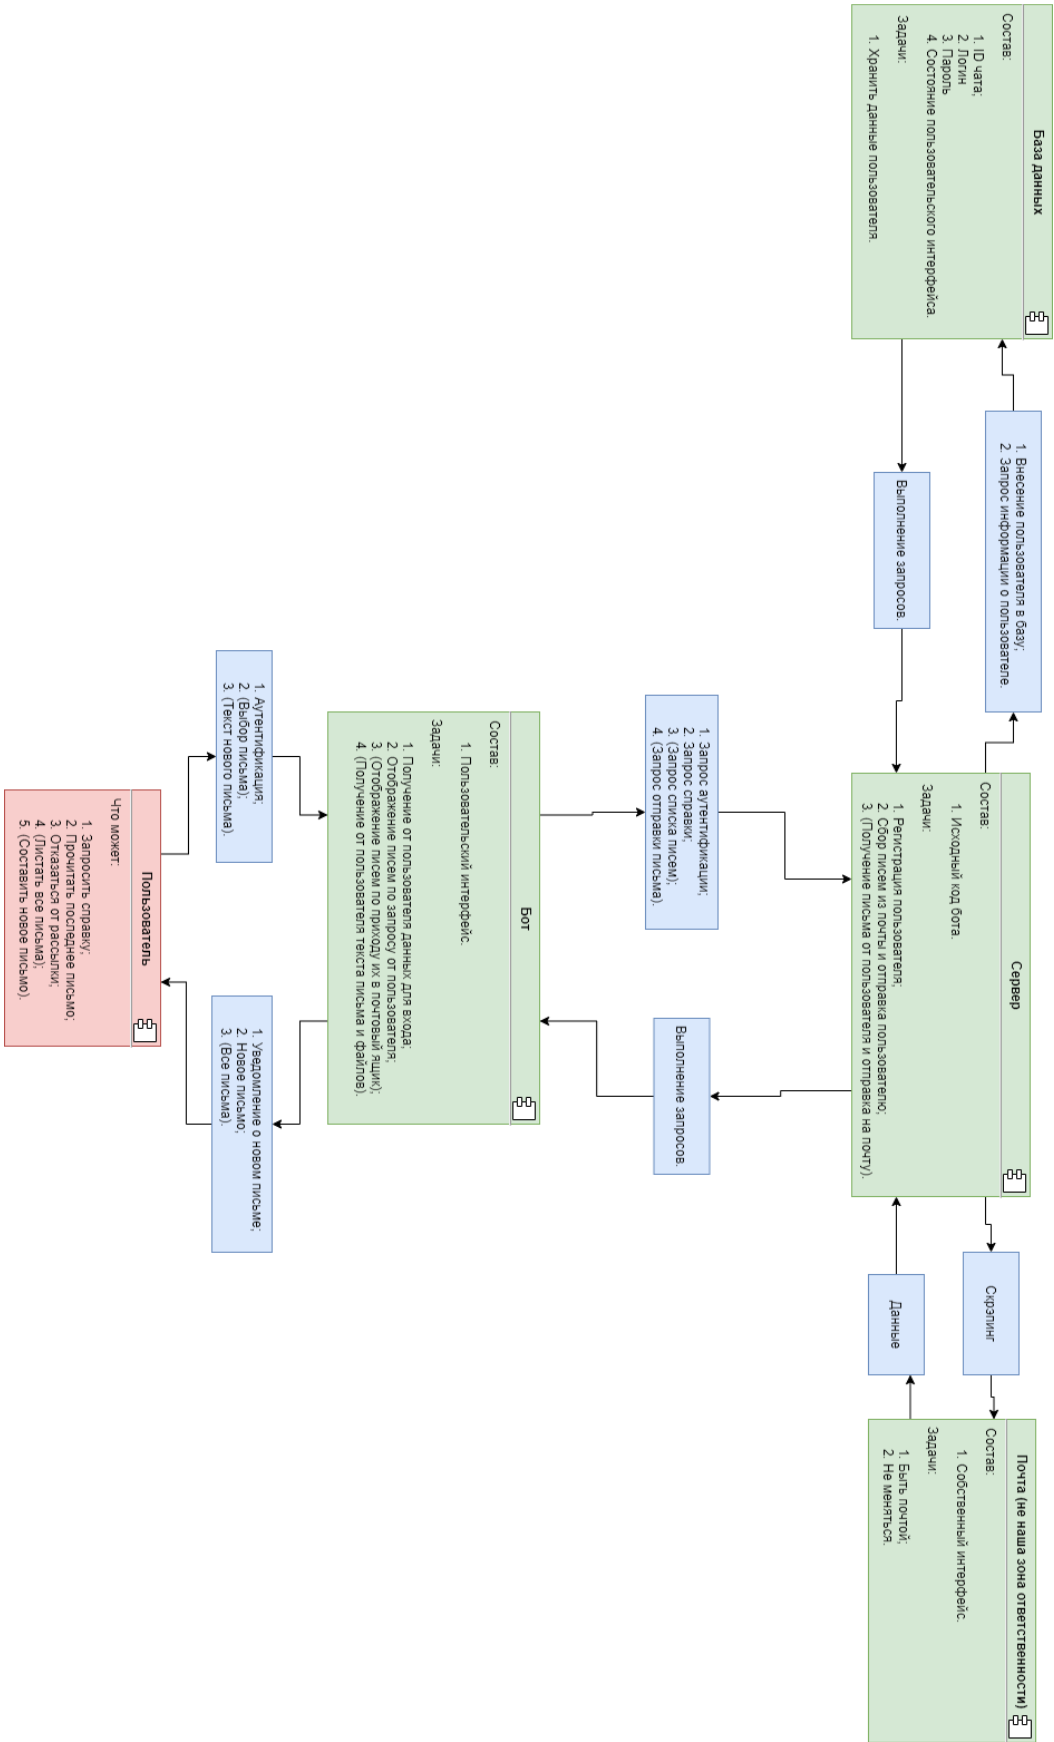 База данных
Состав:
1. ID чата;
2. Логин
3. Пароль
4. Состояние пользовательского интерфейса.
Задачи:
1. Хранить данные пользователя.
1. Внесение пользователя в базу;
2. Запрос информации о пользователе.
Выполнение запросов.
Сервер
Состав:
1. Исходный код бота.
Задачи:
1. Регистрация пользователя;
2. Сбор писем из почты и отправка пользователю;
3. (Получение письма от пользователя и отправка на почту).
Скрэпинг
Данные
Почта (не наша зона ответственности)
Состав:
1. Собственный интерфейс.
Задачи:
1. Быть почтой;
2. Не меняться.
1. Запрос аутентификации;
2. Запрос справки;
3. (Запрос списка писем);
4. (Запрос отправки письма).
Выполнение запросов.
Бот
Состав:
1. Пользовательский интерфейс.
Задачи:
1. Получение от пользователя данных для входа;
2. Отображение писем по запросу от пользователя;
3. (Отображение писем по приходу их в почтовый ящик);
4. (Получение от пользователя текста письма и файлов).
1. Аутентификация;
2. (Выбор письма);
3. (Текст нового письма).
1. Уведомление о новом письме;
2. Новое письмо;
3. (Все письма).
Пользователь
Что может:
1. Запросить справку;
2. Прочитать последнее письмо;
3. Отказаться от рассылки;
4. (Листать все письма);
5. (Составить новое письмо).